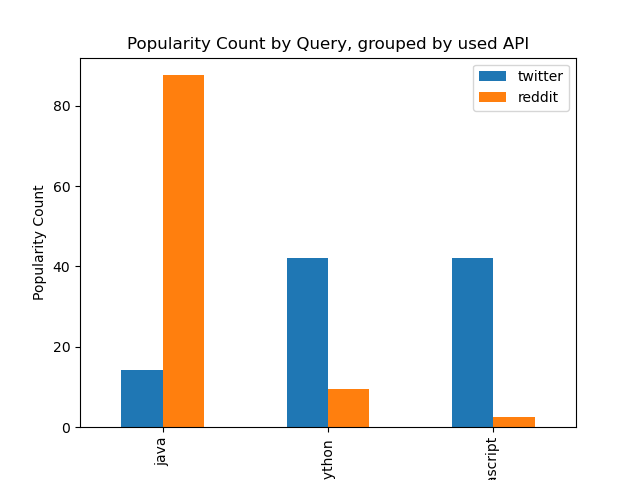 Popularity Count by Query, grouped by used API
twitter
reddit
Popularity Count
80
60
40
20
0
java
ython
ascript